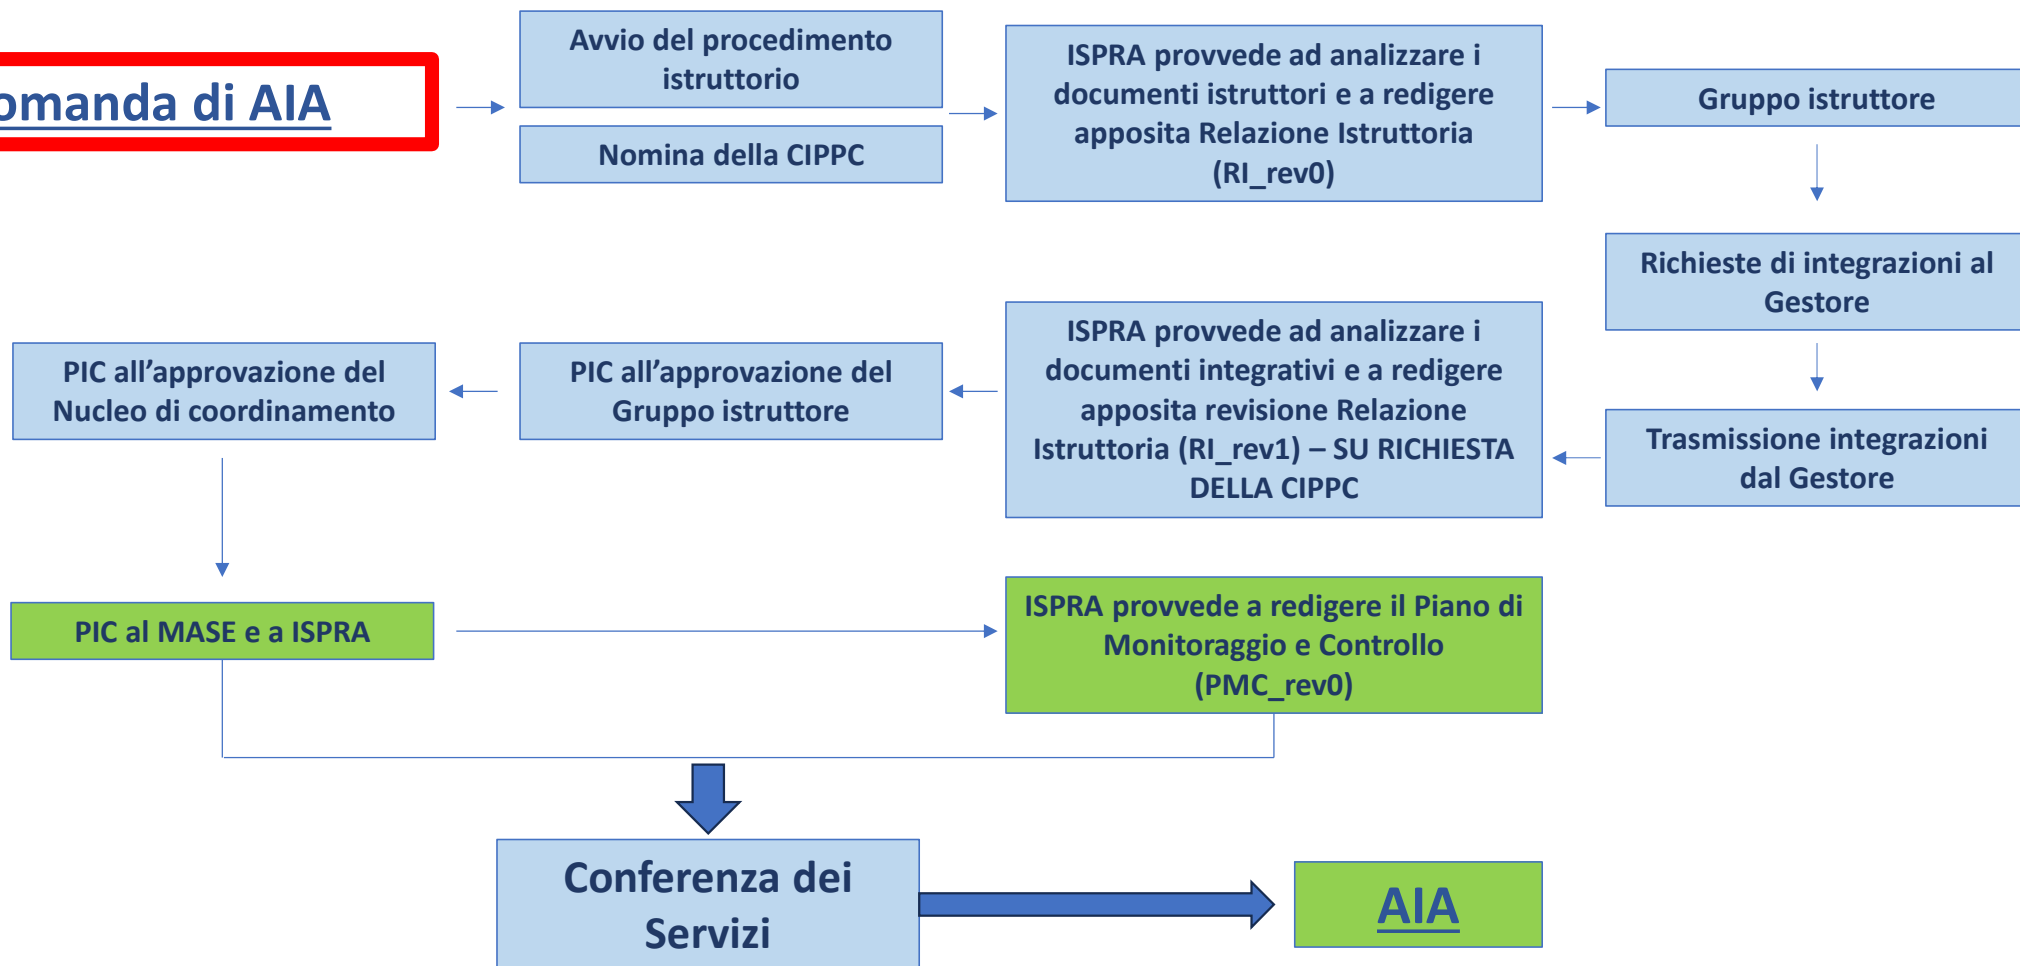 omanda di AIA
Avvio del procedimento
istruttorio
Nomina della CIPPC
ISPRA provvede ad analizzare i
documenti istruttori e a redigere
apposita Relazione Istruttoria
(RI_rev0)
Gruppo istruttore
Richieste di integrazioni al
Gestore
Trasmissione integrazioni
dal Gestore
ISPRA provvede ad analizzare i
documenti integrativi e a redigere
apposita revisione Relazione
Istruttoria (RI_rev1) – SU RICHIESTA
DELLA CIPPC
PIC all’approvazione del
Gruppo istruttore
PIC all’approvazione del
Nucleo di coordinamento
PIC al MASE e a ISPRA
ISPRA provvede a redigere il Piano di
Monitoraggio e Controllo
(PMC_rev0)
Conferenza dei
Servizi
AIA